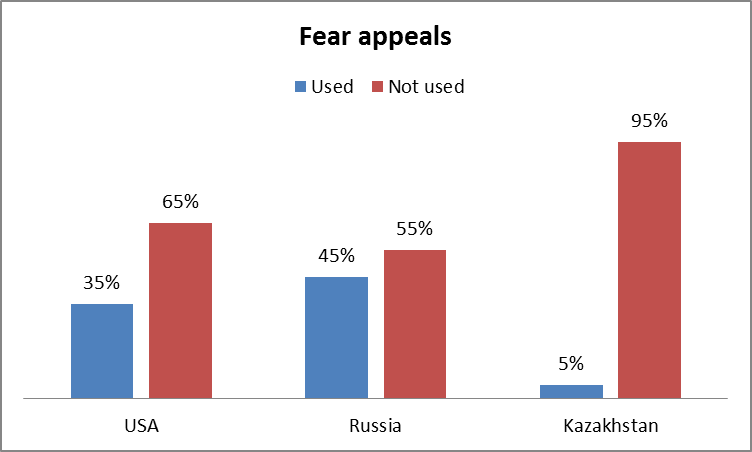 Fear appeals
Used Not used
95%
65%
55%
45%
35%
5%
USA Russia Kazakhstan